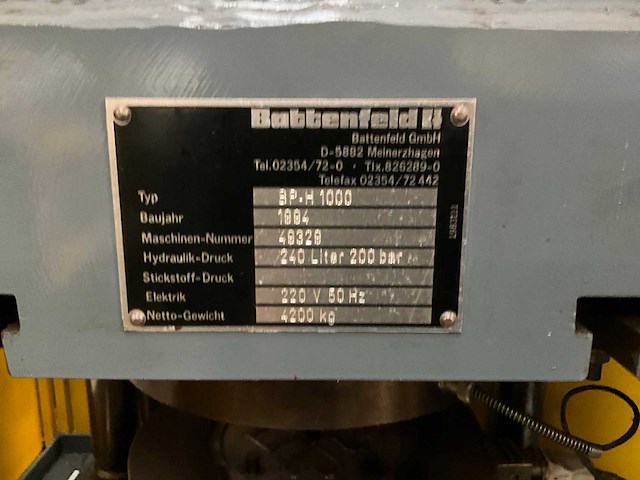 Battenfeld
Battenfeld GmbH
D-5882 Meinerzhagen
Tel.02354/72-0 · Tlx.826289-0
Telefax 02354/72 442
Typ BP-H 1000
Baujahr
Maschinen-Nummer
Hydraulik-Druck 240 Liter 200 bar
Stickstoff-Druck
Elektrik 220 V 50 Hz
Netto-Gewicht 4200 kg